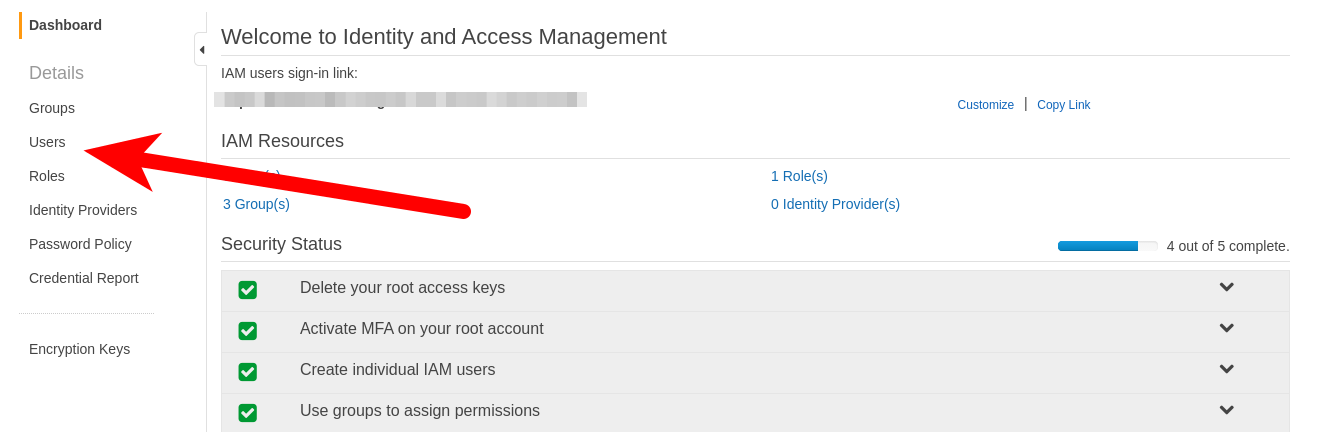 Dashboard
Details
Groups
Users
Roles
Identity Providers
Password Policy
Credential Report
Encryption Keys
Welcome to Identity and Access Management
IAM users sign-in link:
Customize | Copy Link
IAM Resources
1 Role(s)
3 Group(s)
0 Identity Provider(s)
Security Status
4 out of 5 complete.
Delete your root access keys
Activate MFA on your root account
Create individual IAM users
Use groups to assign permissions